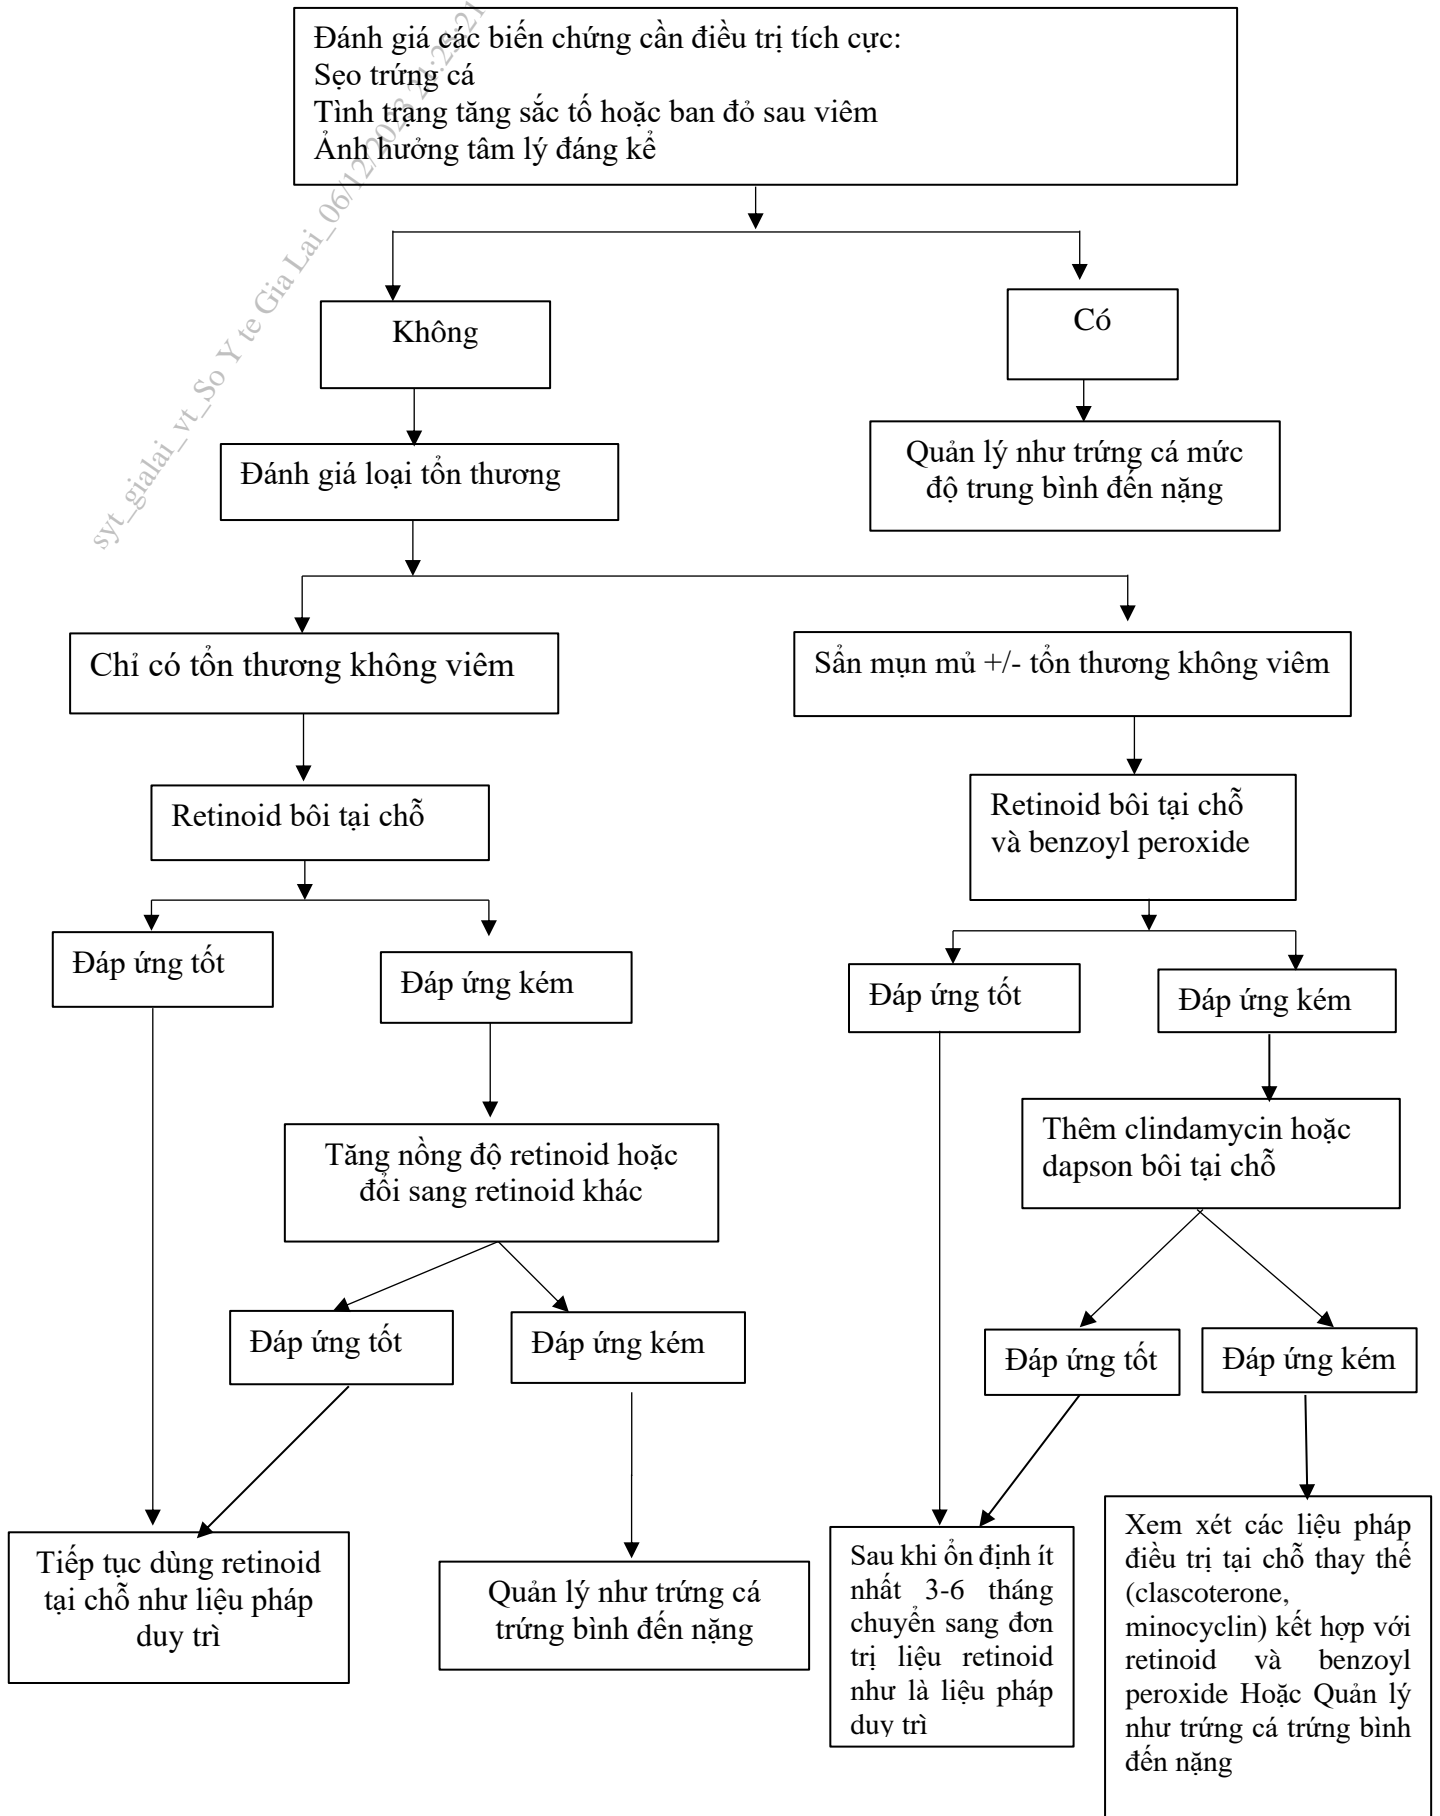 Đánh giá các biến chứng cần điều trị tích cực:
Sẹo trứng cá
Tình trạng tăng sắc tố hoặc ban đỏ sau viêm
Ảnh hưởng tâm lý đáng kể
syt_gialai_vt_So Y te Gia Lai_06/12/2023 21:25:21
Không
Có
Đánh giá loại tổn thương
Quản lý như trứng cá mức
độ trung bình đến nặng
Chỉ có tổn thương không viêm
Sẩn mụn mủ +/- tổn thương không viêm
Retinoid bôi tại chỗ
Retinoid bôi tại chỗ
và benzoyl peroxide
Đáp ứng tốt
Đáp ứng kém
Đáp ứng tốt
Đáp ứng kém
Tăng nồng độ retinoid hoặc
đổi sang retinoid khác
Thêm clindamycin hoặc
dapson bôi tại chỗ
Đáp ứng tốt
Đáp ứng kém
Đáp ứng tốt
Đáp ứng kém
Tiếp tục dùng retinoid
tại chỗ như liệu pháp
duy trì
Quản lý như trứng cá
trứng bình đến nặng
Sau khi ổn định ít
nhất 3-6 tháng
chuyển sang đơn
trị liệu retinoid
như là liệu pháp
duy trì
Xem xét các liệu pháp
điều trị tại chỗ thay thế
(clascoterone,
minocyclin) kết hợp với
retinoid và benzoyl
peroxide Hoặc Quản lý
như trứng cá trứng bình
đến nặng